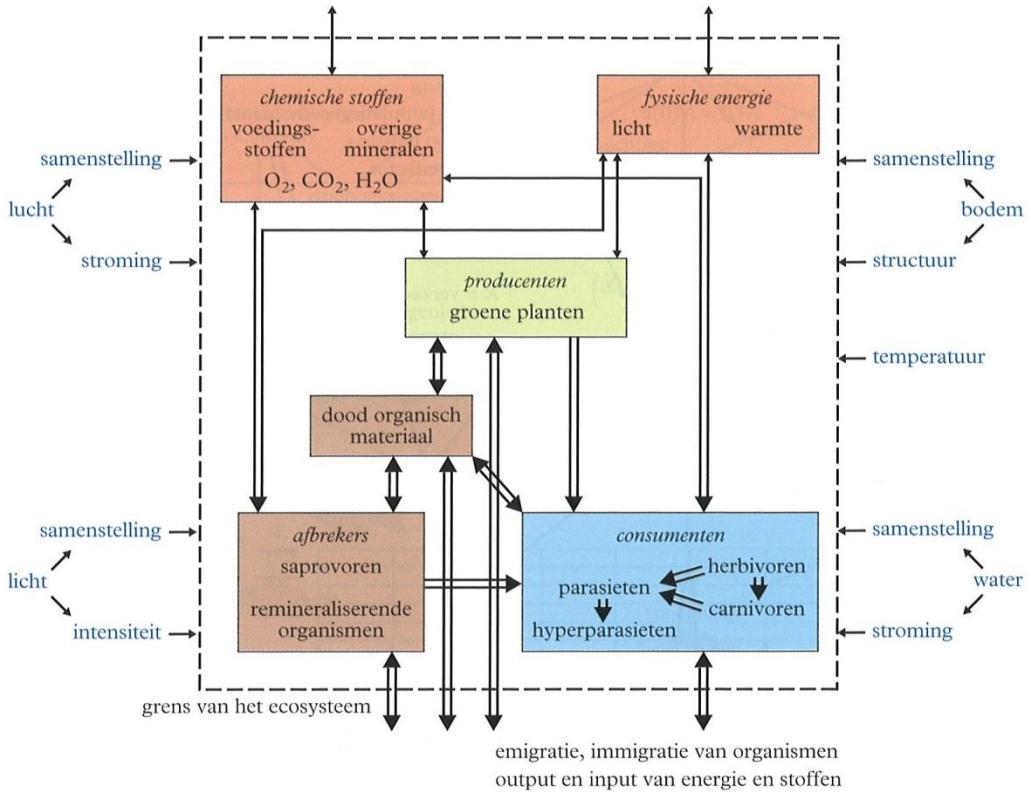 chemische stoffen
voedings-
stoffen
overige
mineralen
O₂, CO₂, H₂O
fysische energie
licht
warmte
samenstelling
lucht
stroming
samenstelling
bodem
structuur
temperatuur
producenten
groene planten
dood organisch
materiaal
afbrekers
saprovoren
remineraliserende
organismen
consumenten
herbivoren
parasieten
carnivoren
hyperparasieten
samenstelling
licht
intensiteit
samenstelling
water
stroming
grens van het ecosysteem
emigratie, immigratie van organismen
output en input van energie en stoffen